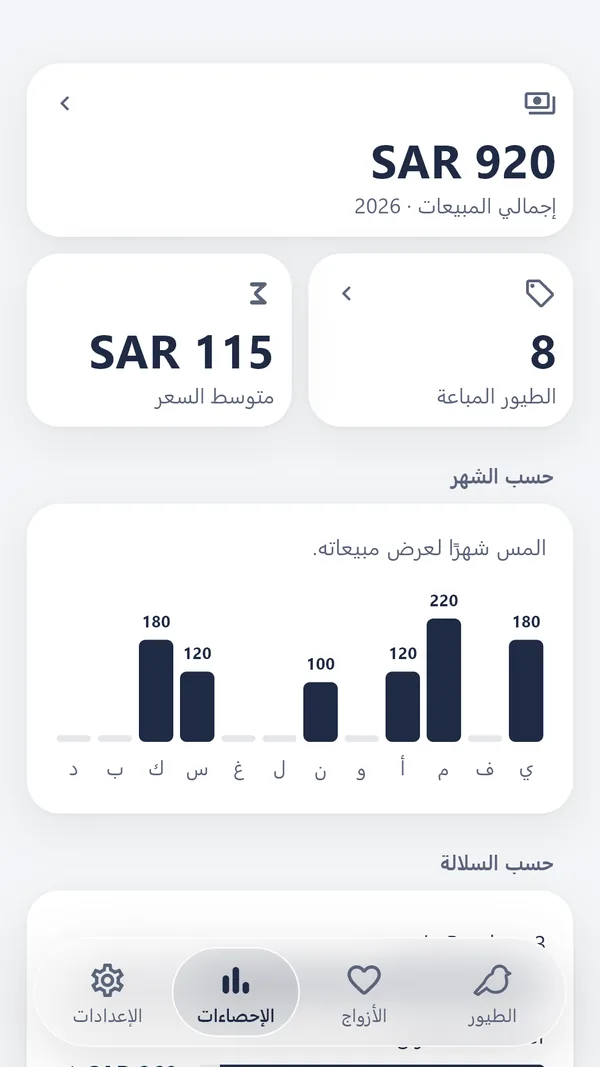 SAR 920
إجمالي المبيعات · 2026
8
الطيور المباعة
SAR 115
متوسط السعر
حسب الشهر
المس شهرًا لعرض مبيعاته.
180 220 120 100 120 180
ي ف م أ و ن ل غ س ك ب د
حسب السلالة
3
الطيور
الأزواج
الإحصاءات
الإعدادات